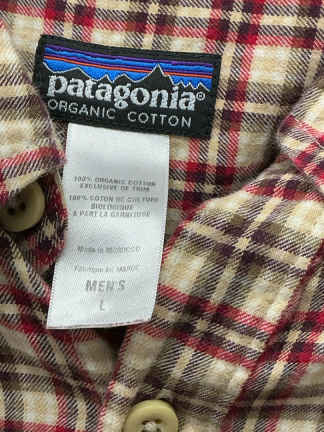 patagonia®
ORGANIC COTTON
100% ORGANIC COTTON
EXCLUSIVE OF TRIM
100% COTON DE CULTURE
BIOLOGIQUE
À PART LA GARNITURE
Made in MOROCCO
Fabriqué au MAROC
MEN'S
L